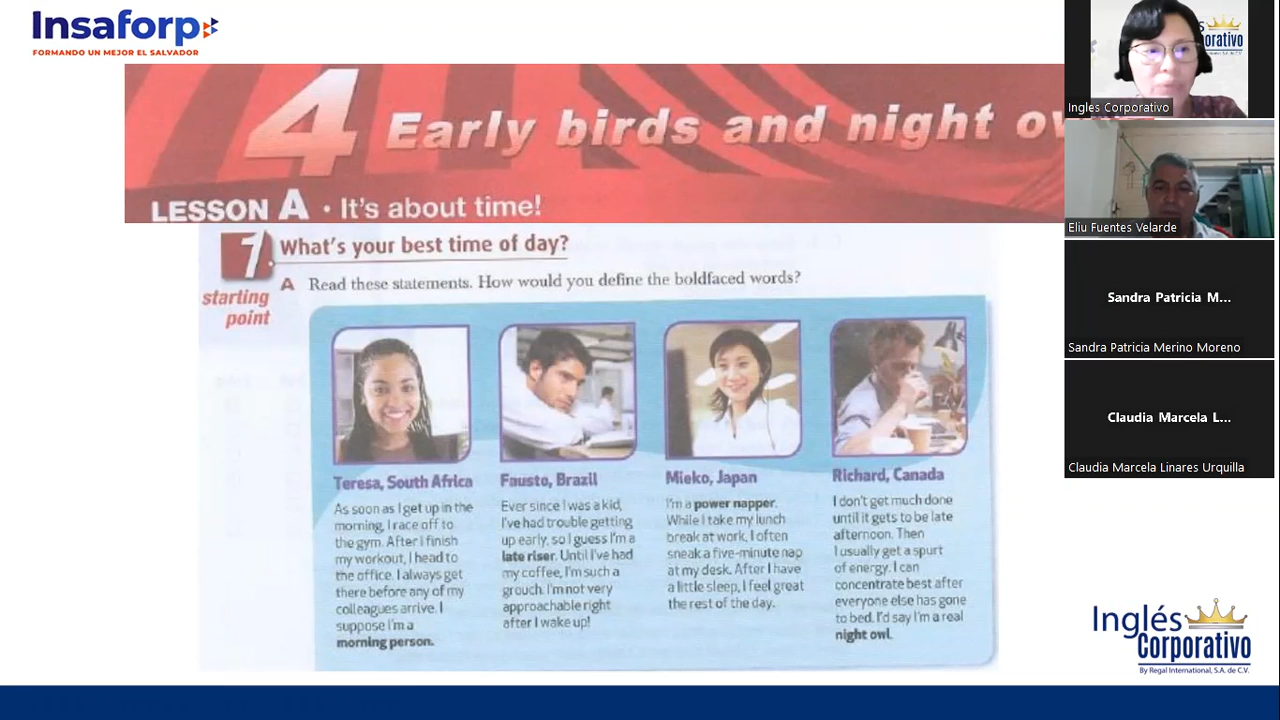 Insaforp
FORMANDO UN MEJOR EL SALVADOR
4 Early birds and night
LESSON A • It's about time!
1 What's your best time of day?
starting
point
A Read these statements. How would you define the boldfaced words?
Teresa, South Africa
As soon as I get up in the
morning, I race off to
the gym. After I finish
my workout, I head to
the office. I always get
there before any of my
colleagues arrive. I
suppose I'm a
morning person.
Fausto, Brazil
Ever since I was a kid,
I've had trouble getting
up early, so I guess I'm a
late riser. Until I've had
my coffee, I'm such a
grouch. I'm not very
approachable right
after I wake up!
Mieko, Japan
I'm a power napper.
While I take my lunch
break at work, I often
sneak a five-minute nap
at my desk. After I have
a little sleep, I feel great
the rest of the day.
Richard, Canada
I don't get much done
until it gets to be late
afternoon. Then
I usually get a spurt
of energy. I can
concentrate best after
everyone else has gone
to bed. I'd say I'm a real
night owl.
Ingles Corporativo
Eliu Fuentes Velarde
Sandra Patricia M...
Sandra Patricia Merino Moreno
Claudia Marcela L...
Claudia Marcela Linares Urquilla
Inglés
Corporativo
By Regal International, S.A. de C.V.